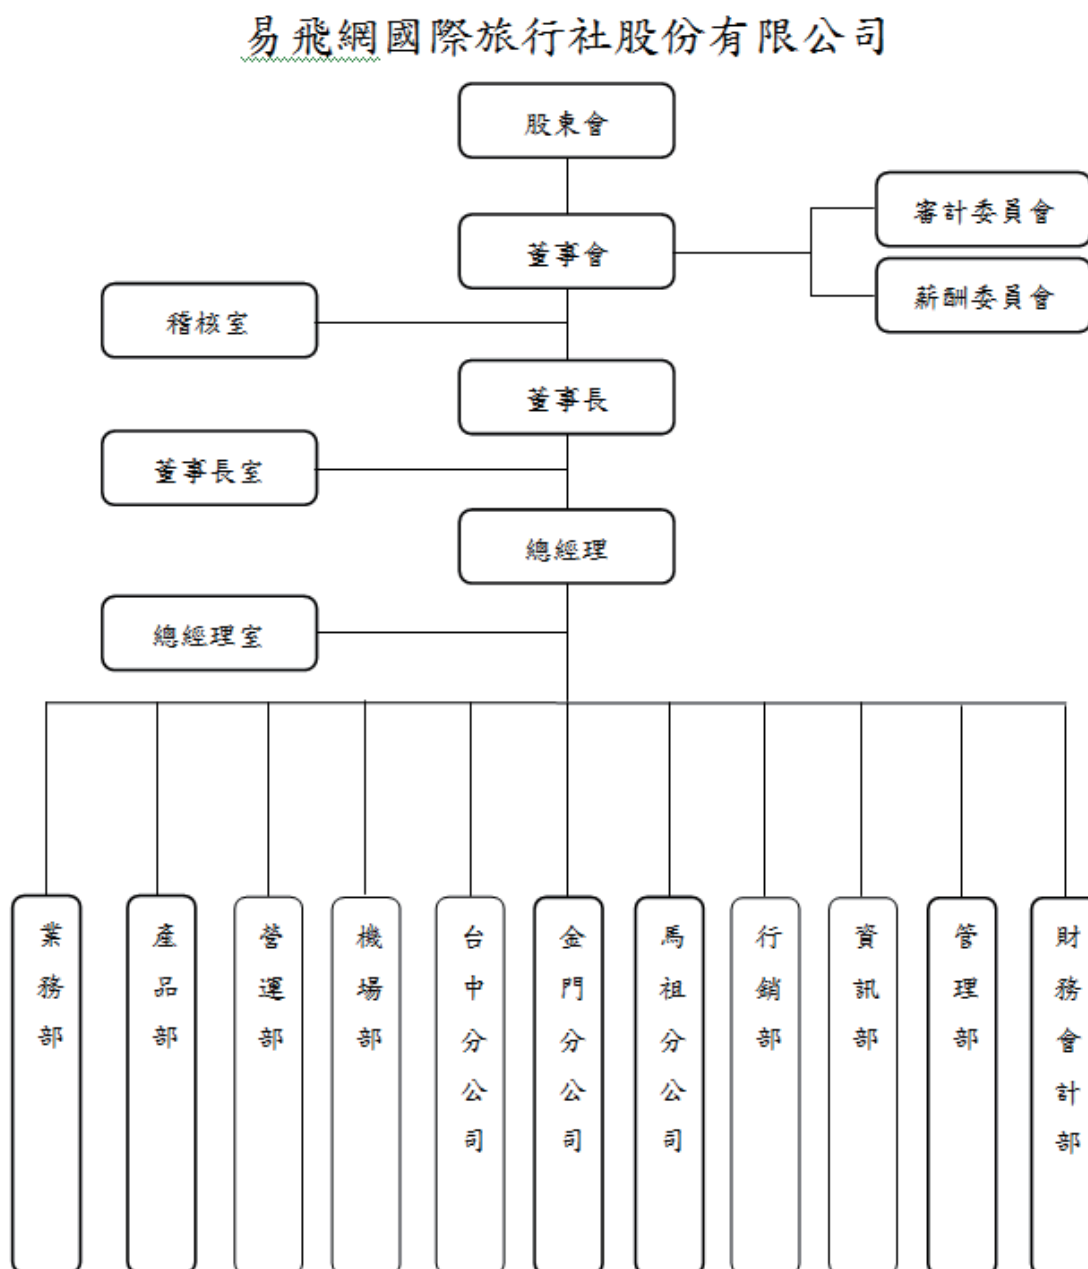 易飛網國際旅行社股份有限公司
股東會
審計委員會
董事會
薪酬委員會
稽核室
董事長
董事長室
總經理
總經理室
業務部
產品部
營運部
機場部
台中分公司
金門分公司
馬祖分公司
行銷部
資訊部
管理部
財務會計部